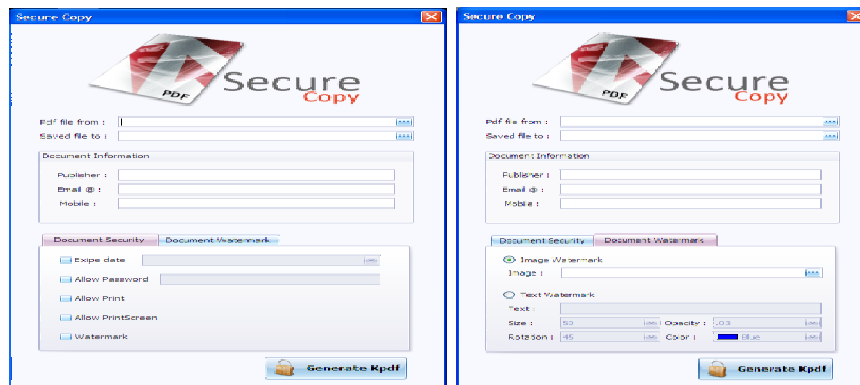 Secure Copy
PDF
Secure
Copy
Pdf file from :
Saved file to :
Document Information
Publisher :
Email @ :
Mobile :
Document Security Document Watermark
Exipe date
Allow Password
Allow Print
Allow PrintScreen
Watermark
Generate Kpdf
Secure Copy
PDF
Secure
Copy
Pdf file from :
Saved file to :
Document Information
Publisher :
Email @ :
Mobile :
Document Security Document Watermark
Image Watermark
Image :
Text Watermark
Text :
Size : 50 Opacity : .03
Rotation : 45 Color : Blue
Generate Kpdf